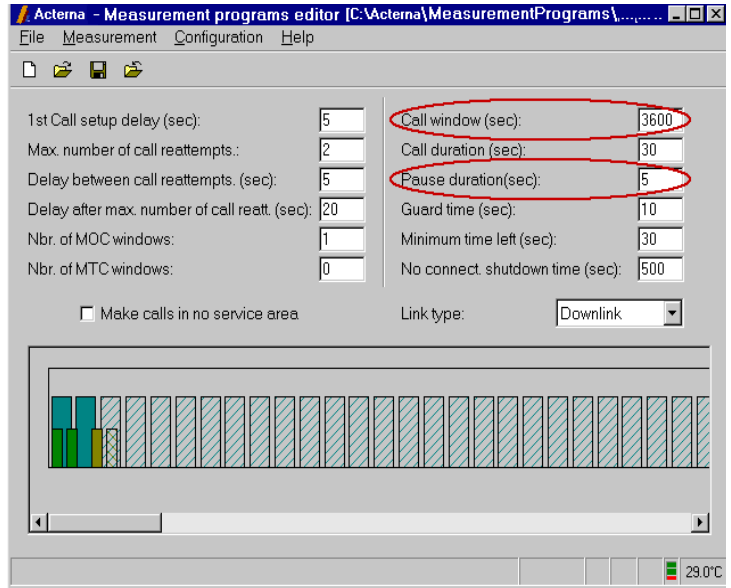 Acterna - Measurement programs editor [C:\Acterna\MeasurementPrograms\
File Measurement Configuration Help
1st Call setup delay (sec): 5
Max. number of call reattempts.: 2
Delay between call reattempts. (sec): 5
Delay after max. number of call reatt. (sec): 20
Nbr. of MOC windows: 1
Nbr. of MTC windows: 0
Call window (sec): 3600
Call duration (sec): 30
Pause duration(sec): 5
Guard time (sec): 10
Minimum time left (sec): 30
No connect. shutdown time (sec): 500
Make calls in no service area
Link type: Downlink
29.0°C